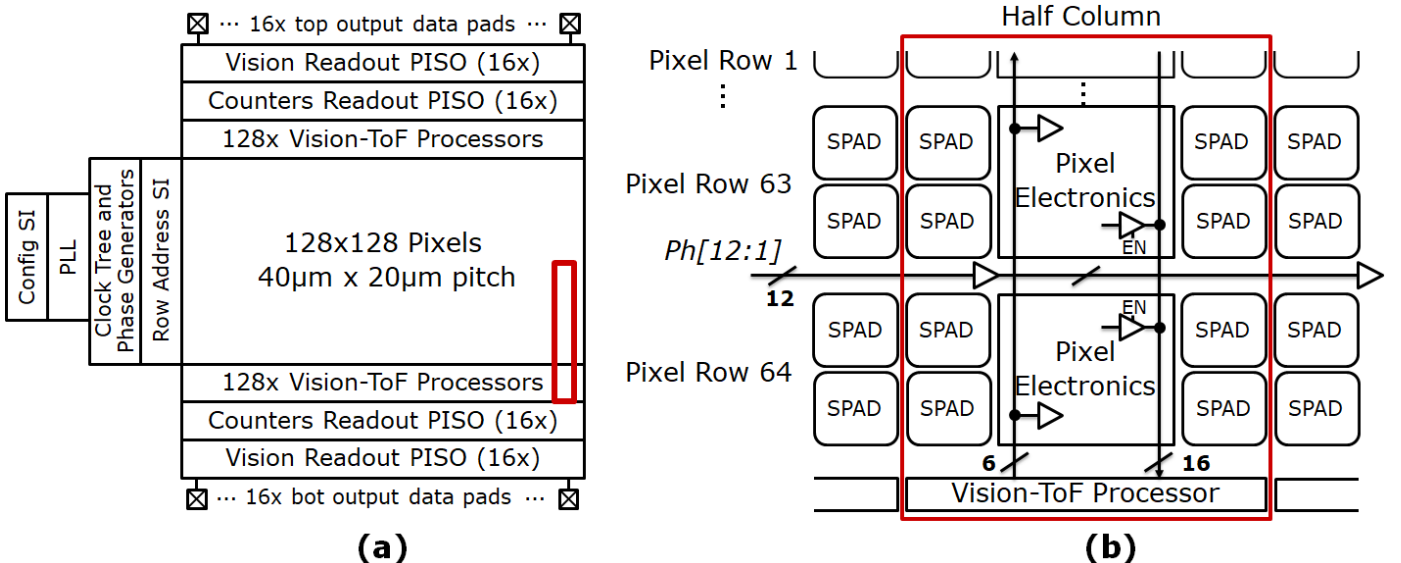 ··· 16x top output data pads ···
Vision Readout PISO (16x)
Counters Readout PISO (16x)
128x Vision-ToF Processors
Config SI
PLL
Clock Tree and
Phase Generators
Row Address SI
128x128 Pixels
40µm x 20µm pitch
128x Vision-ToF Processors
Counters Readout PISO (16x)
Vision Readout PISO (16x)
··· 16x bot output data pads ···
(a)
Half Column
Pixel Row 1
SPAD SPAD SPAD SPAD
Pixel
Electronics
EN
Pixel Row 63
SPAD SPAD SPAD SPAD
Ph[12:1]
12
SPAD SPAD SPAD SPAD
EN
Pixel
Electronics
Pixel Row 64
SPAD SPAD SPAD SPAD
6 16
Vision-ToF Processor
(b)